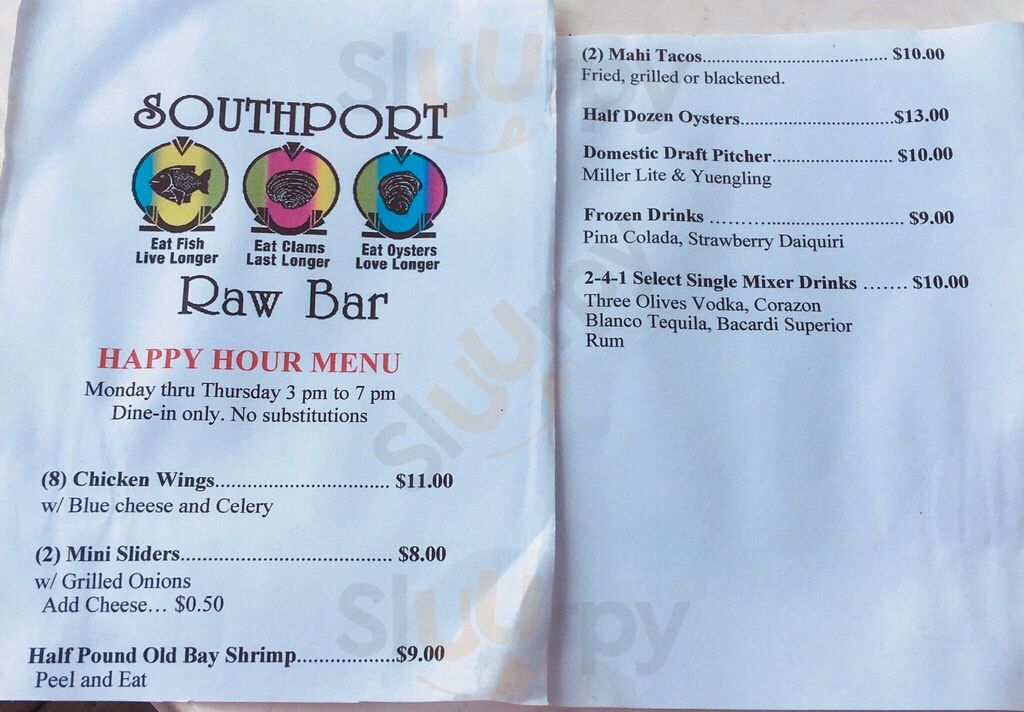 SOUTHPORT
Eat Fish
Live Longer
Eat Clams
Last Longer
Eat Oysters
Love Longer
Raw Bar
HAPPY HOUR MENU
Monday thru Thursday 3 pm to 7 pm
Dine-in only. No substitutions
(8) Chicken Wings................................. $11.00
w/ Blue cheese and Celery
(2) Mini Sliders........................................ $8.00
w/ Grilled Onions
Add Cheese... $0.50
Half Pound Old Bay Shrimp...................$9.00
Peel and Eat
(2) Mahi Tacos................................... $10.00
Fried, grilled or blackened.
Half Dozen Oysters............................$13.00
Domestic Draft Pitcher....................... $10.00
Miller Lite & Yuengling
Frozen Drinks ..................................... $9.00
Pina Colada, Strawberry Daiquiri
2-4-1 Select Single Mixer Drinks ....... $10.00
Three Olives Vodka, Corazon
Blanco Tequila, Bacardi Superior
Rum
Sluurpy
Sluurpy
Sluurpy